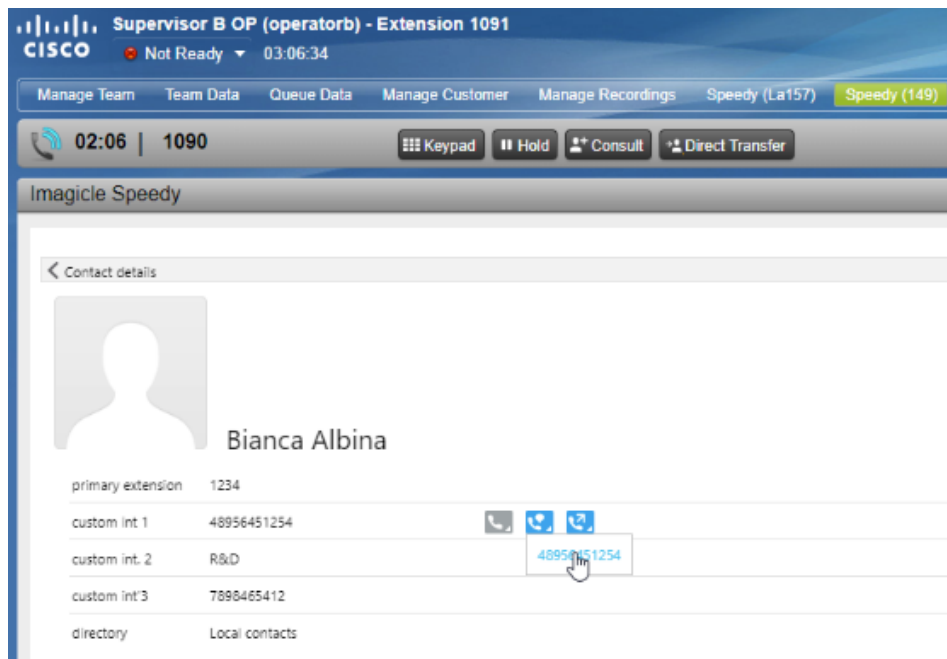 Supervisor B OP (operatorb) - Extension 1091
CISCO
Not Ready 03:06:34
Manage Team Team Data Queue Data Manage Customer Manage Recordings Speedy (La157) Speedy (149)
02:06 | 1090 Keypad Hold Consult Direct Transfer
Imagicle Speedy
Contact details
Bianca Albina
primary extension 1234
custom int 1 48956451254
custom int. 2 R&D
48956451254
custom int'3 7898465412
directory Local contacts